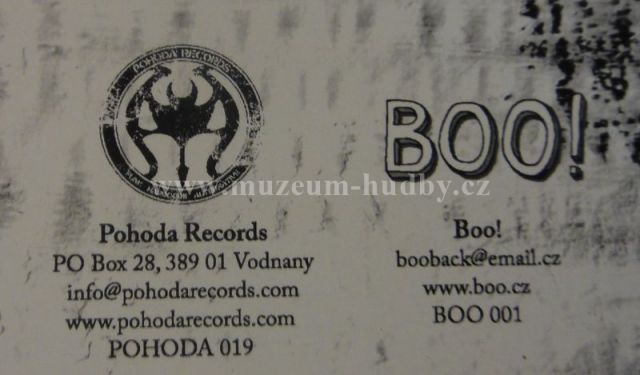 POHODA RECORDS
BOO!
www.muzeum-hudby.cz
Pohoda Records
PO Box 28, 389 01 Vodnany
info@pohodarecords.com
www.pohodarecords.com
POHODA 019
Boo!
booback@email.cz
www.boo.cz
BOO 001